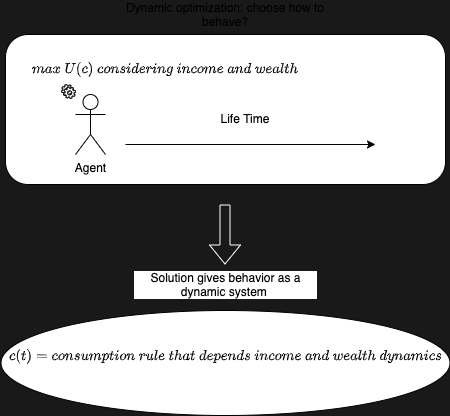 Dynamic optimization: choose how to
behave?
max U(c) considering income and wealth
Life Time
Agent
Solution gives behavior as a
dynamic system
c(t) = consumption rule that depends income and wealth dynamics